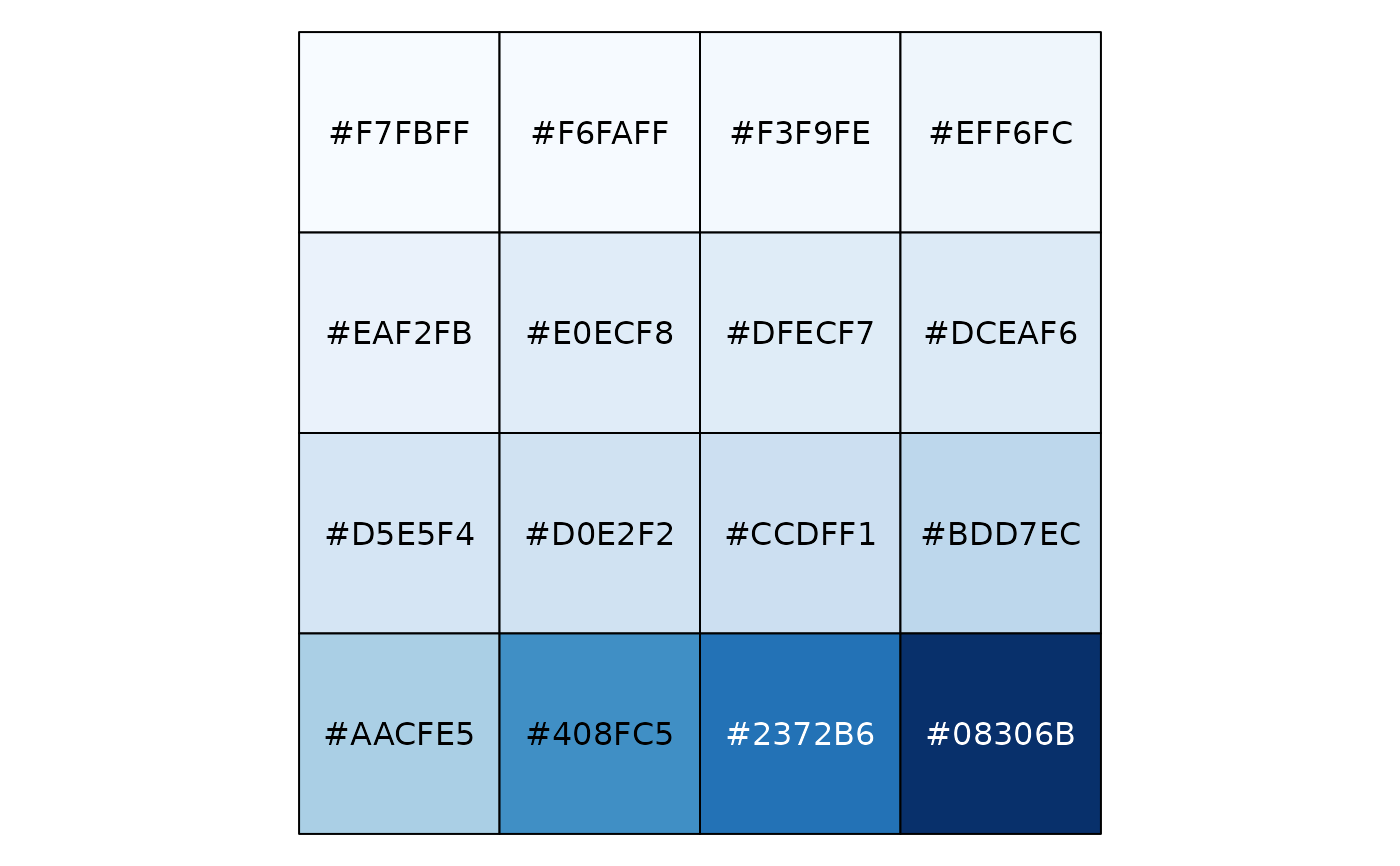 #F7FBFF #F6FAFF #F3F9FE #EFF6FC
#EAF2FB #E0ECF8 #DFECF7 #DCEAF6
#D5E5F4 #D0E2F2 #CCDFF1 #BDD7EC
#AACFE5 #408FC5 #2372B6 #08306B